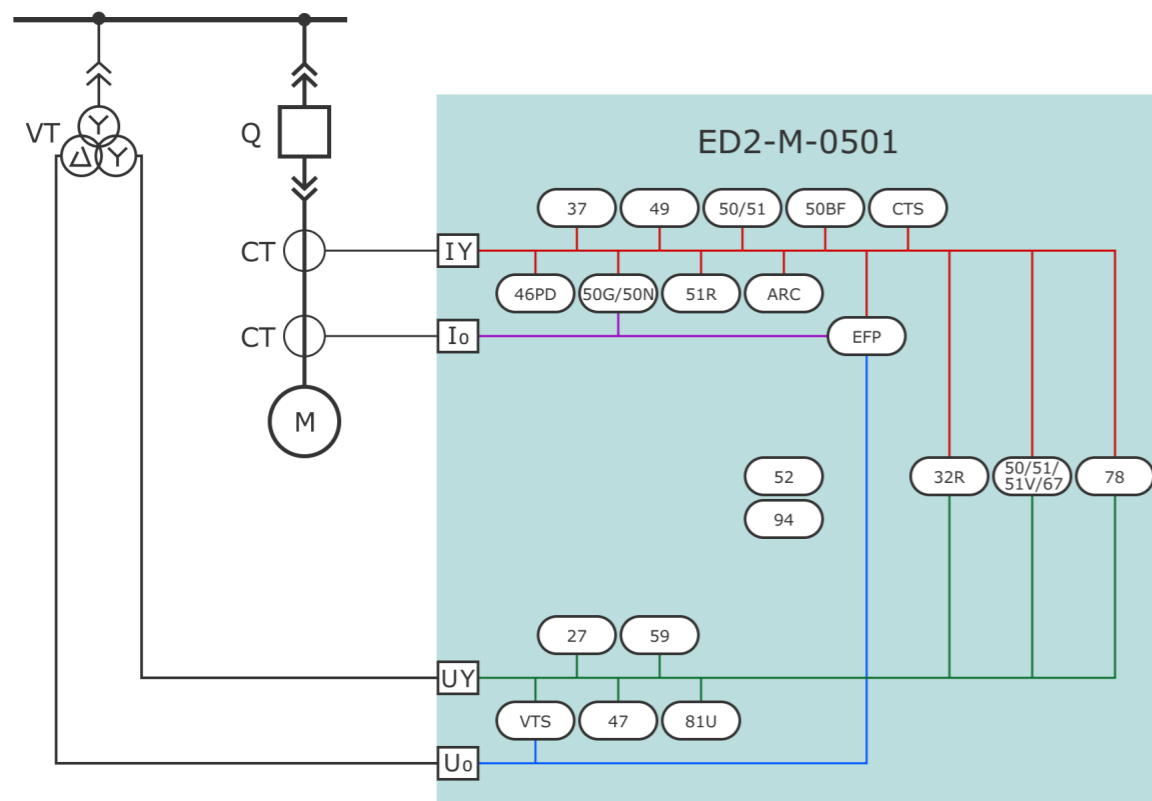 VT
Y
Y
Q
ED2-M-0501
37
49
50/51
50BF
CTS
CT
IY
46PD
50G/50N
51R
ARC
CT
I0
EFP
M
52
32R
50/51/
51V/67
78
94
27
59
UY
VTS
47
81U
U0